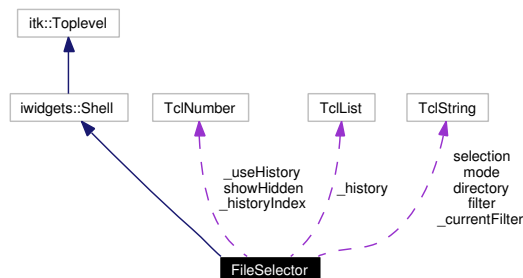 itk::Toplevel
iwidgets::Shell
TclNumber
TclList
TclString
_useHistory
showHidden
_historyIndex
_history
selection
mode
directory
filter
_currentFilter
FileSelector